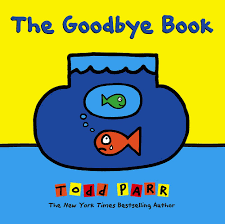 The Goodbye Book
TODD PARR
The New York Times Bestselling Author